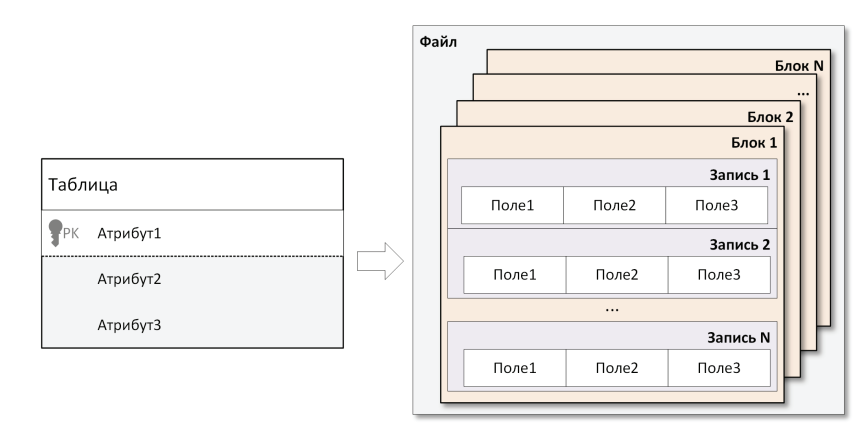 Таблица
PK Атрибут1
Атрибут2
Атрибут3
Файл
Блок N
...
Блок 2
Блок 1
Запись 1
Поле1 Поле2 Поле3
Запись 2
Поле1 Поле2 Поле3
...
Запись N
Поле1 Поле2 Поле3